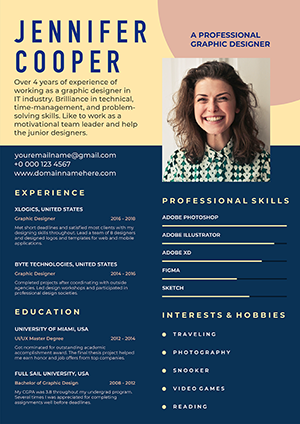 JENNIFER
COOPER
A PROFESSIONAL
GRAPHIC DESIGNER
Over 4 years of experience of
working as a graphic designer in
IT industry. Brilliance in technical,
time-management, and problem-
solving skills. Like to work as a
motivational team leader and help
the junior designers.
youremailname@gmail.com
+0 000 123 4567
www.domainnamehere.com
EXPERIENCE
XLOGICS, UNITED STATES
Graphic Designer 2016 - 2019
Met short deadlines and satisfied most clients with my
designing skills throughout. Lead a team of 8 designers
and designed logos and templates for web and mobile
applications.
BYTE TECHNOLOGIES, UNITED STATES
Graphic Designer 2014 - 2016
Completed projects after coordinating with outside
agencies. Led design workshops and participated in
professional design societies.
EDUCATION
UNIVERSITY OF MIAMI, USA
UI/UX Master Degree 2012 - 2014
Got nominated for outstanding academic
accomplishment award. The final thesis project helped
me earn honor and job offers from top companies.
FULL SAIL UNIVERSITY, USA
Bachelor of Graphic Design 2008 - 2012
My CGPA was 3.8 throughout my undergrad program.
Several times I was appreciated for completing
assignments well before deadlines.
PROFESSIONAL SKILLS
ADOBE PHOTOSHOP
ADOBE ILLUSTRATOR
ADOBE XD
FIGMA
SKETCH
INTERESTS & HOBBIES
TRAVELING
PHOTOGRAPHY
SNOOKER
VIDEO GAMES
READING